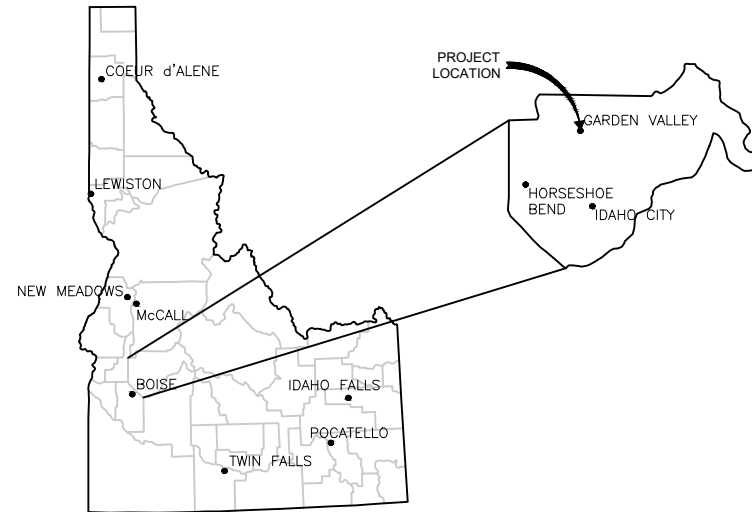 PROJECT
LOCATION
COEUR d'ALENE
GARDEN VALLEY
LEWISTON
HORSESHOE
BEND
IDAHO CITY
NEW MEADOWS
McCALL
BOISE
IDAHO FALLS
POCATELLO
TWIN FALLS